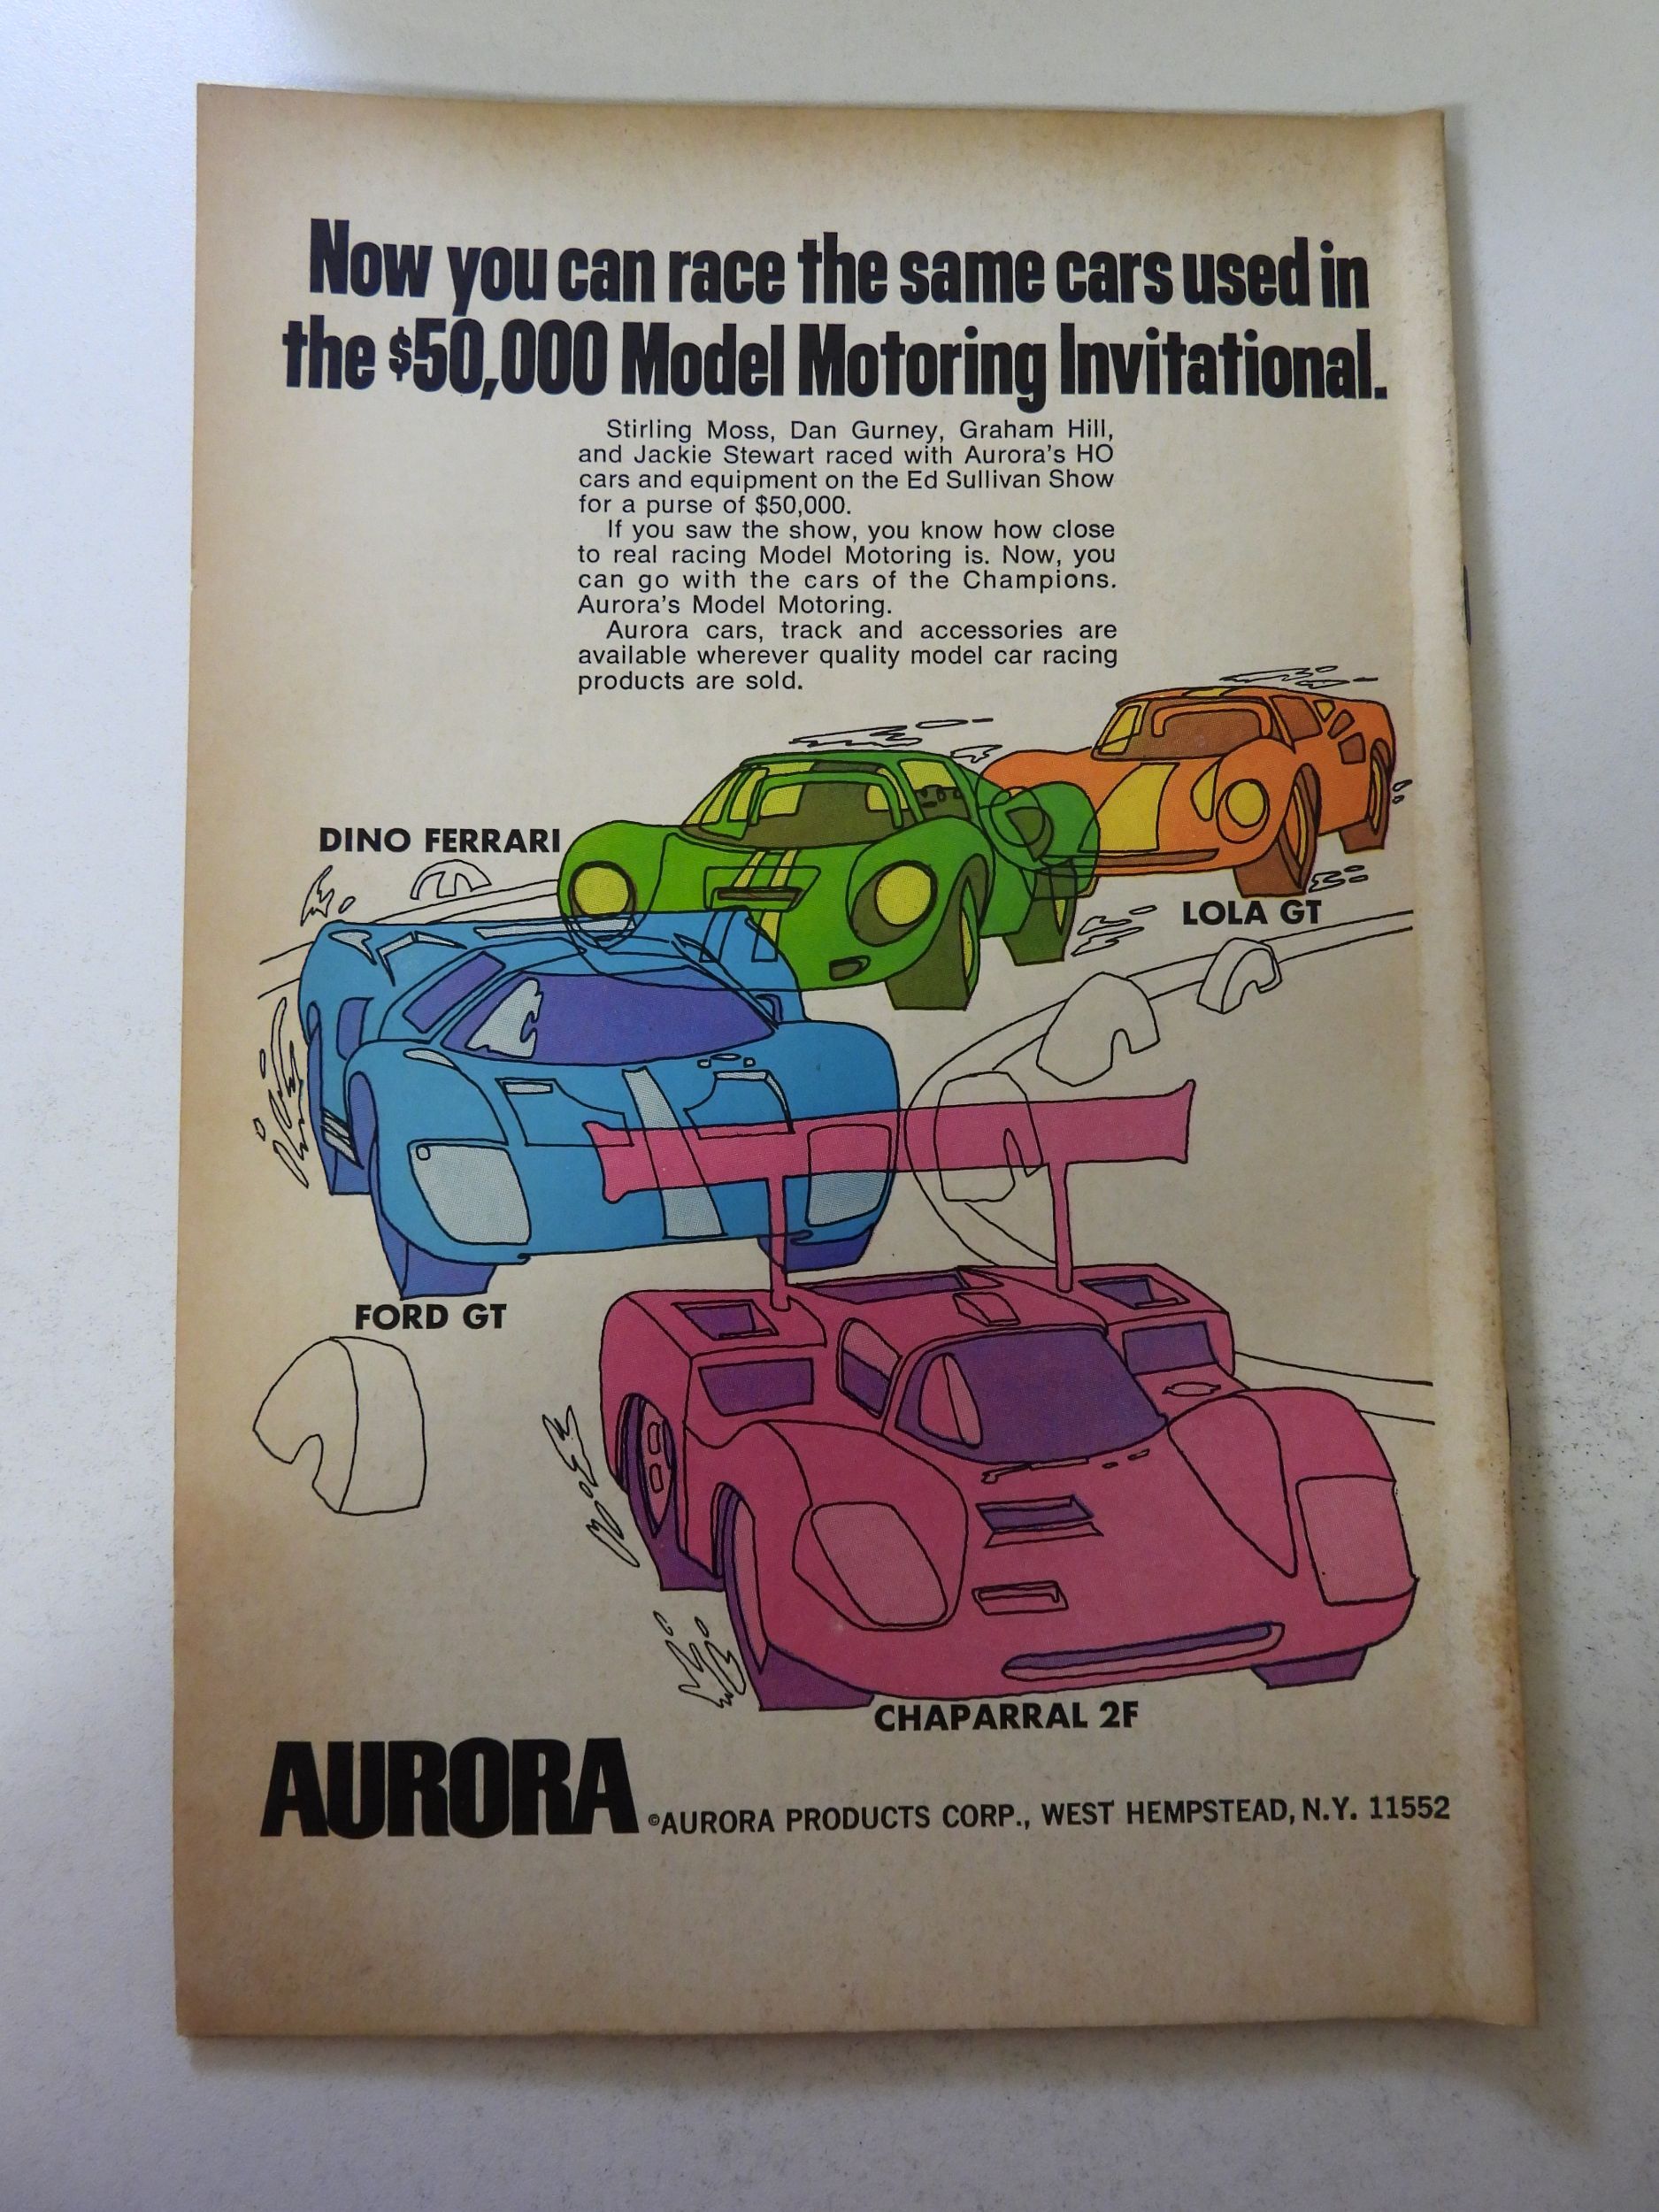 Now you can race the same cars used in
the $50,000 Model Motoring Invitational.
Stirling Moss, Dan Gurney, Graham Hill,
and Jackie Stewart raced with Aurora's HO
cars and equipment on the Ed Sullivan Show
for a purse of $50,000.
If you saw the show, you know how close
to real racing Model Motoring is. Now, you
can go with the cars of the Champions.
Aurora's Model Motoring.
Aurora cars, track and accessories are
available wherever quality model car racing
products are sold.
DINO FERRARI
LOLA GT
FORD GT
CHAPARRAL 2F
AURORA
©AURORA PRODUCTS CORP., WEST HEMPSTEAD, N.Y. 11552